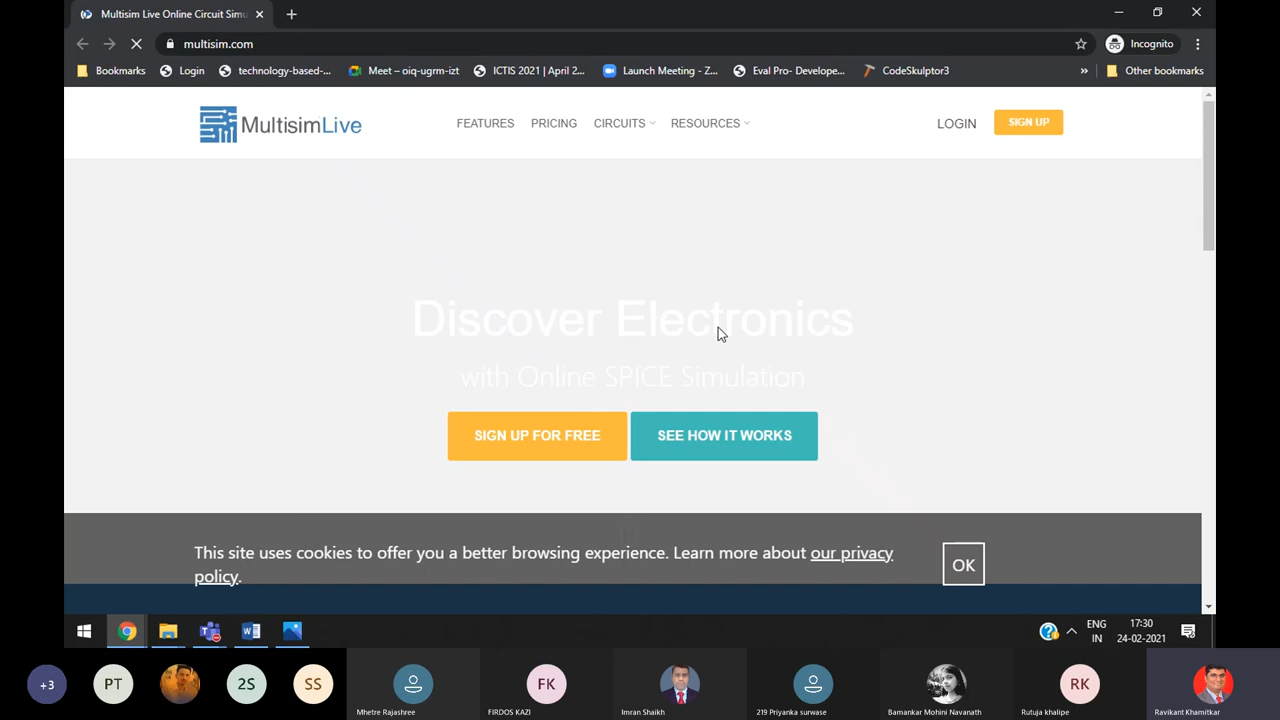 Multisim Live Online Circuit Simu
multisim.com
Incognito
Bookmarks
Login
technology-based-...
Meet – oiq-ugrm-izt
ICTIS 2021 | April 2...
Launch Meeting - Z...
Eval Pro- Develope...
CodeSkulptor3
»
Other bookmarks
MultisimLive
FEATURES
PRICING
CIRCUITS
RESOURCES
LOGIN
SIGN UP
Discover Electronics
with Online SPICE Simulation
SIGN UP FOR FREE
SEE HOW IT WORKS
This site uses cookies to offer you a better browsing experience. Learn more about our privacy
policy.
OK
ENG
IN
17:30
24-02-2021
+3
PT
2S
SS
FK
RK
Mhetre Rajashree
FIRDOS KAZI
Imran Shaikh
219 Priyanka surwase
Bamankar Mohini Navanath
Rutuja khalipe
Ravikant Khamitkar